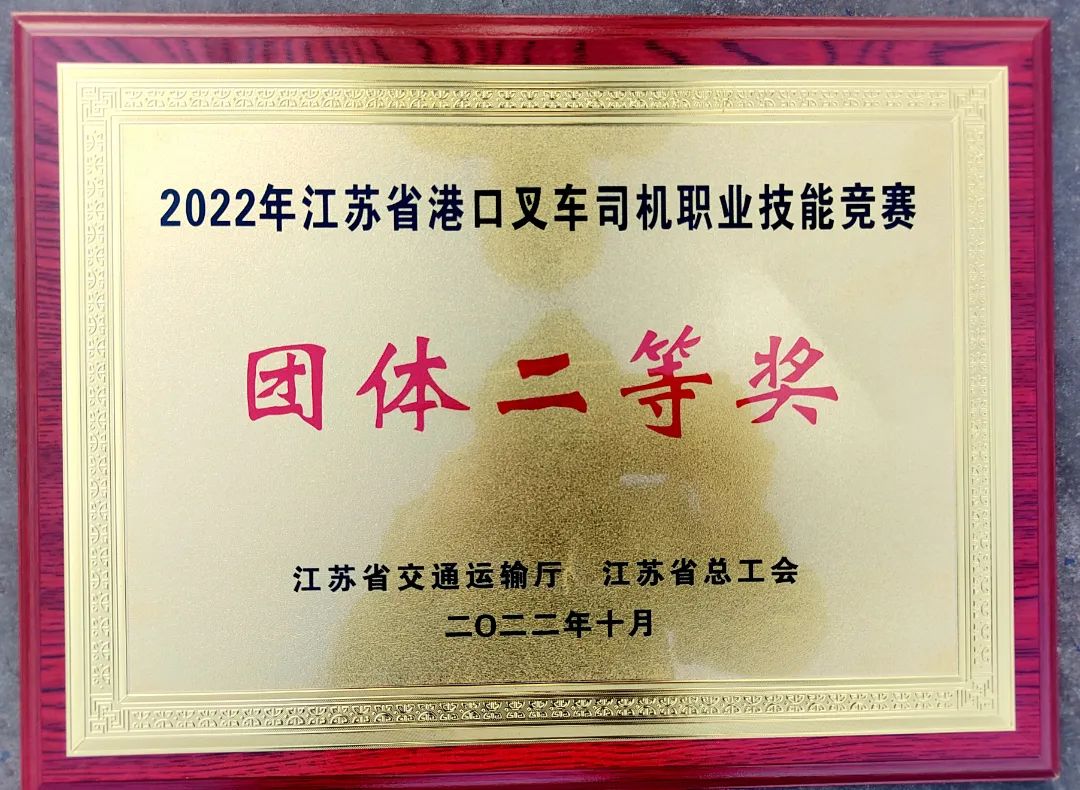 2022年江苏省港口叉车司机职业技能竞赛
团体二等奖
江苏省交通运输厅 江苏省总工会
二〇二二年十月